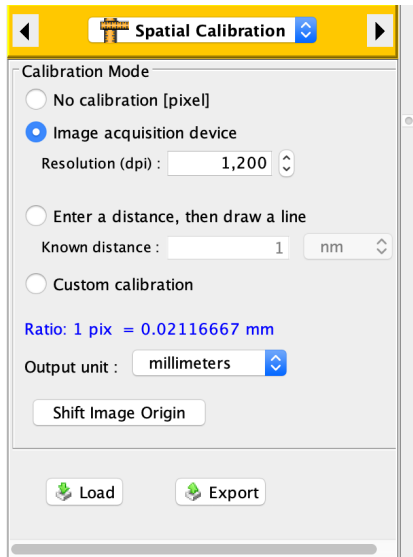 Spatial Calibration
Calibration Mode
No calibration [pixel]
Image acquisition device
Resolution (dpi) : 1,200
Enter a distance, then draw a line
Known distance : 1 nm
Custom calibration
Ratio: 1 pix = 0.02116667 mm
Output unit : millimeters
Shift Image Origin
Load Export